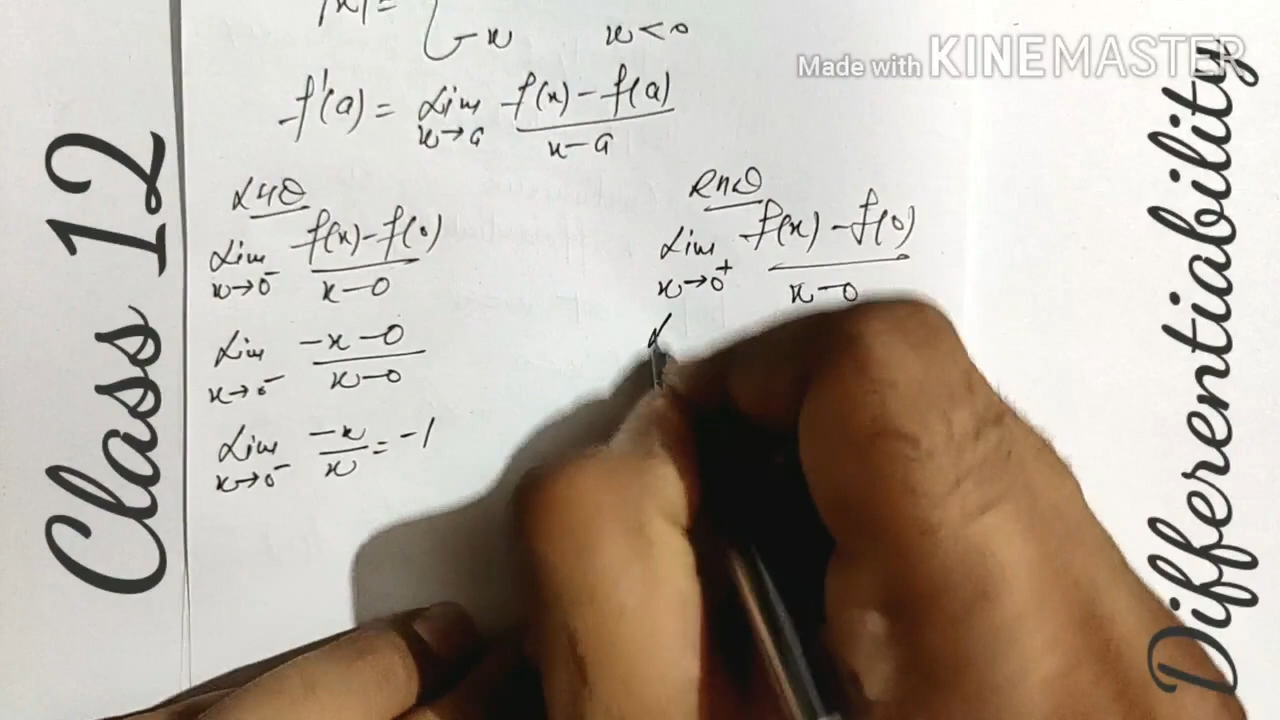 |x| =
-x x<0
Made with KINEMASTER
f'(a) = Lim x→a f(x) - f(a) / x-a
LHD
Lim x→0⁻ f(x) - f(0) / x-0
Lim x→0⁻ -x-0 / x-0
Lim x→0⁻ -x / x = -1
RHD
Lim x→0⁺ f(x) - f(0) / x-0
L
Class 12
Differentiability